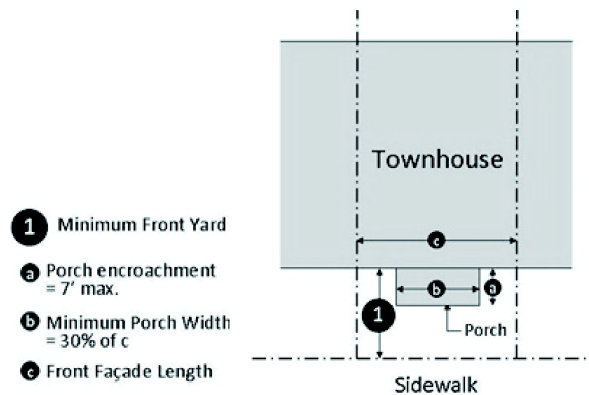 1 Minimum Front Yard
a Porch encroachment
= 7' max.
b Minimum Porch Width
= 30% of c
c Front Façade Length
Townhouse
c
b
a
1
Porch
Sidewalk